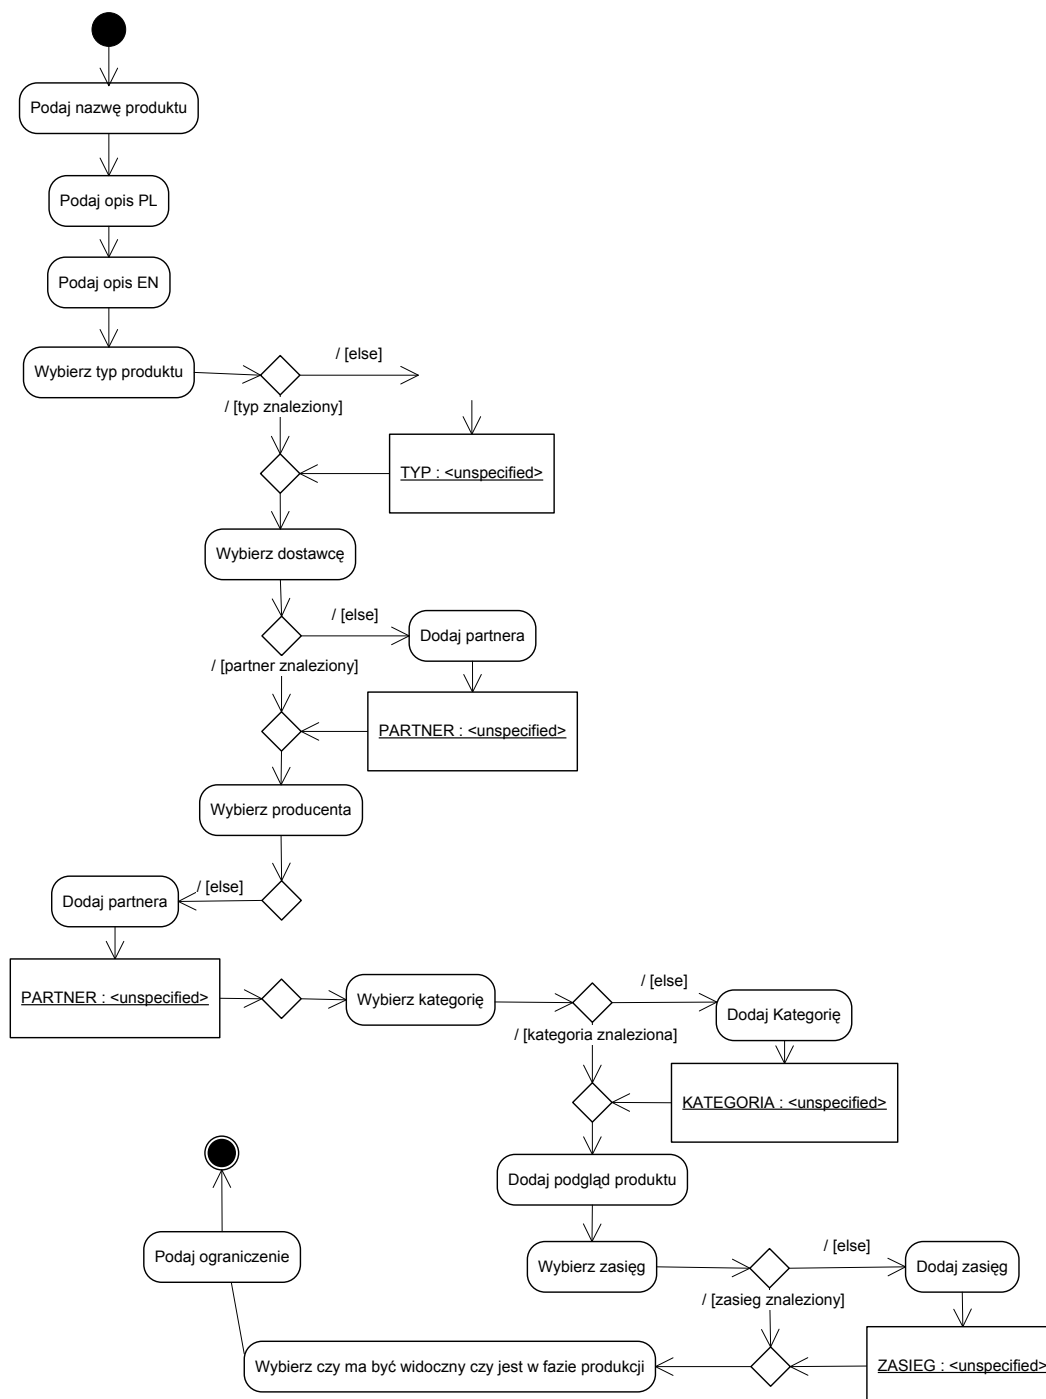 Podaj nazwę produktu
Podaj opis PL
Podaj opis EN
Wybierz typ produktu
/ [else]
/ [typ znaleziony]
TYP : <unspecified>
Wybierz dostawcę
/ [else]
Dodaj partnera
/ [partner znaleziony]
PARTNER : <unspecified>
Wybierz producenta
/ [else]
Dodaj partnera
PARTNER : <unspecified>
Wybierz kategorię
/ [else]
Dodaj Kategorię
/ [kategoria znaleziona]
KATEGORIA : <unspecified>
Dodaj podgląd produktu
Podaj ograniczenie
Wybierz zasięg
/ [else]
Dodaj zasięg
/ [zasieg znaleziony]
Wybierz czy ma być widoczny czy jest w fazie produkcji
ZASIEG : <unspecified>